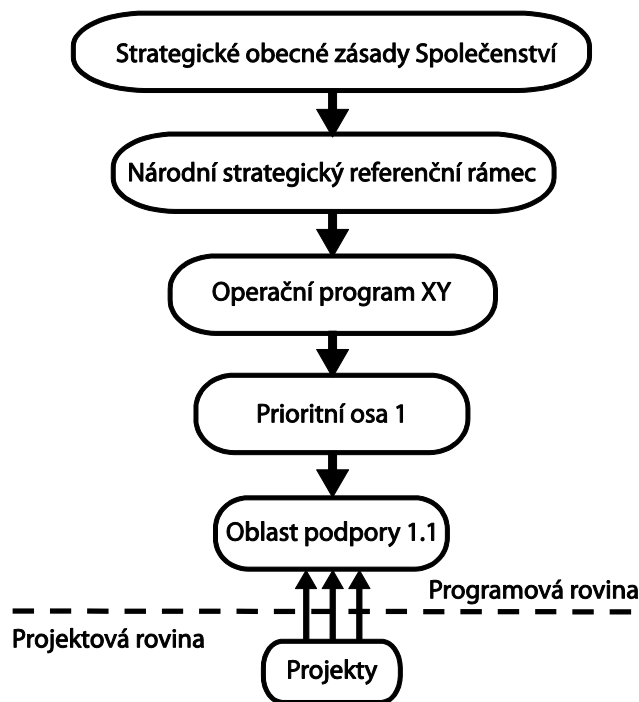 Strategické obecné zásady Společenství
Národní strategický referenční rámec
Operační program XY
Prioritní osa 1
Oblast podpory 1.1
Programová rovina
Projektová rovina
Projekty